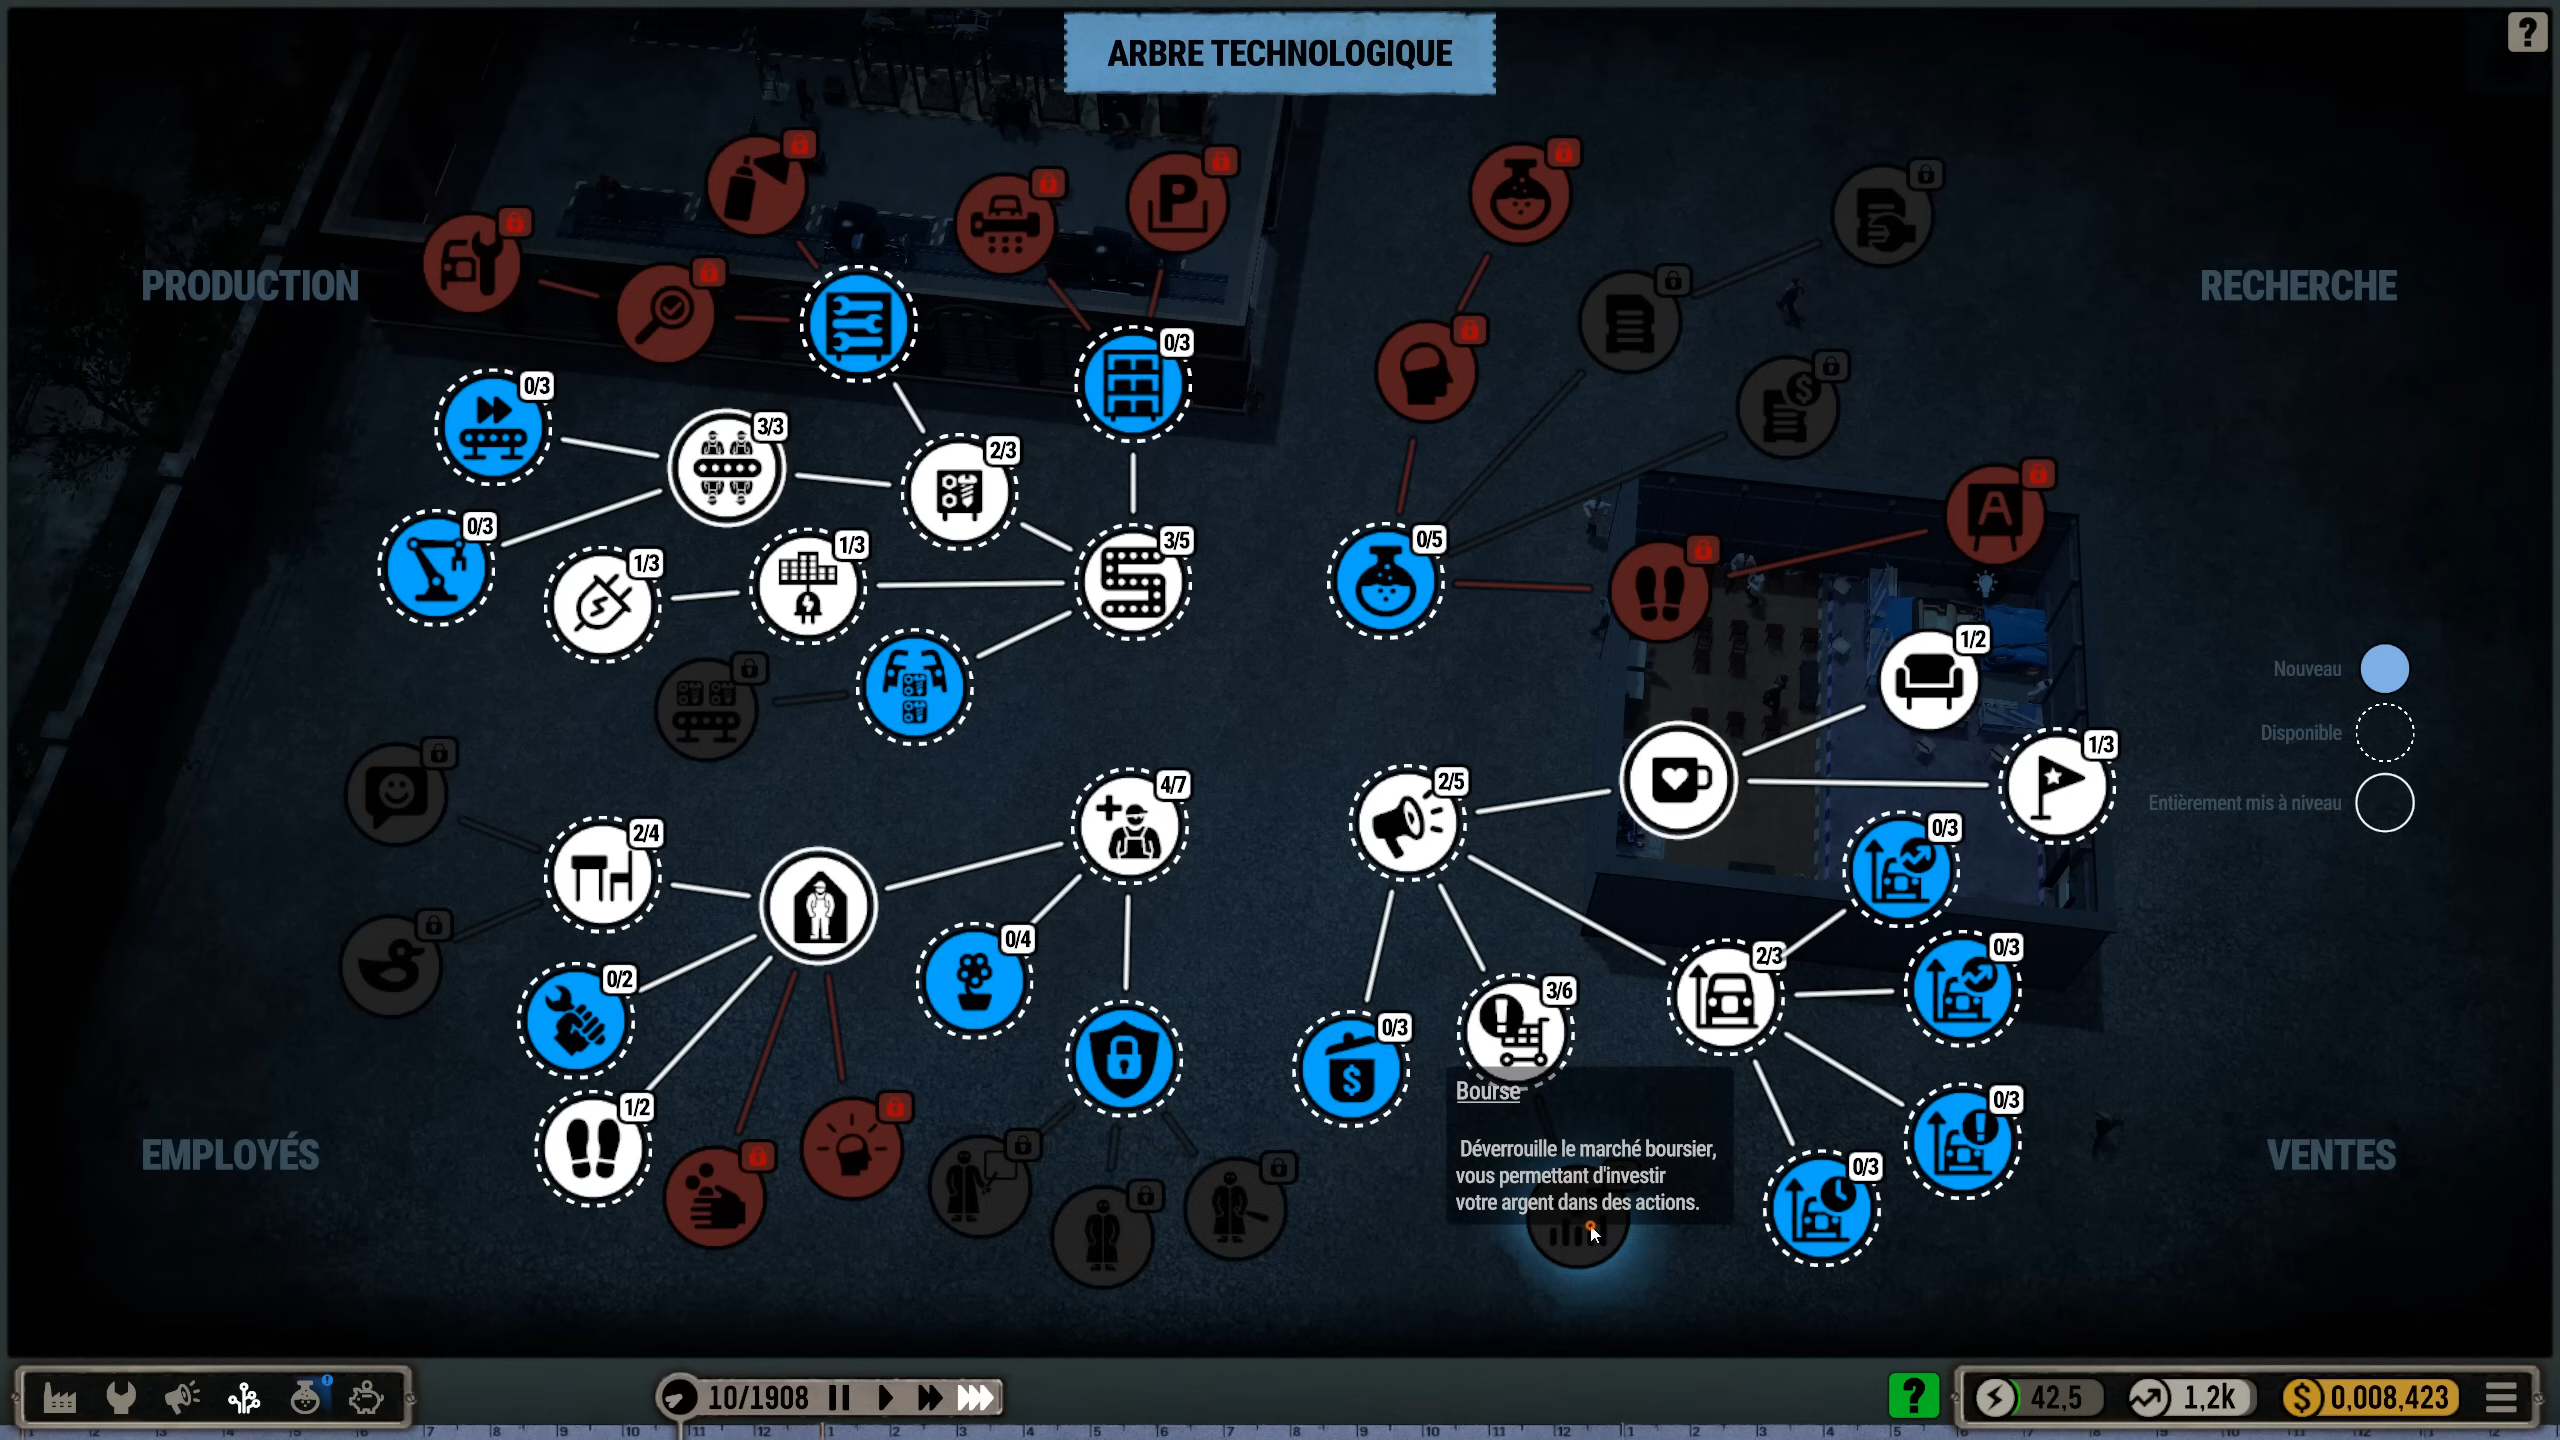 ARBRE TECHNOLOGIQUE
?
PRODUCTION
RECHERCHE
P
0/3
0/3
3/3
2/3
A
0/3
1/3
1/3
3/5
0/5
1/2
Nouveau
Disponible
1/3
Entièrement mis à niveau
2/4
4/7
2/5
0/3
0/4
2/3
0/3
0/2
3/6
0/3
1/2
0/3
0/3
EMPLOYÉS
VENTES
Bourse
Déverrouille le marché boursier,
vous permettant d'investir
votre argent dans des actions.
10/1908
?
42,5
1,2k
$ 0,008,423